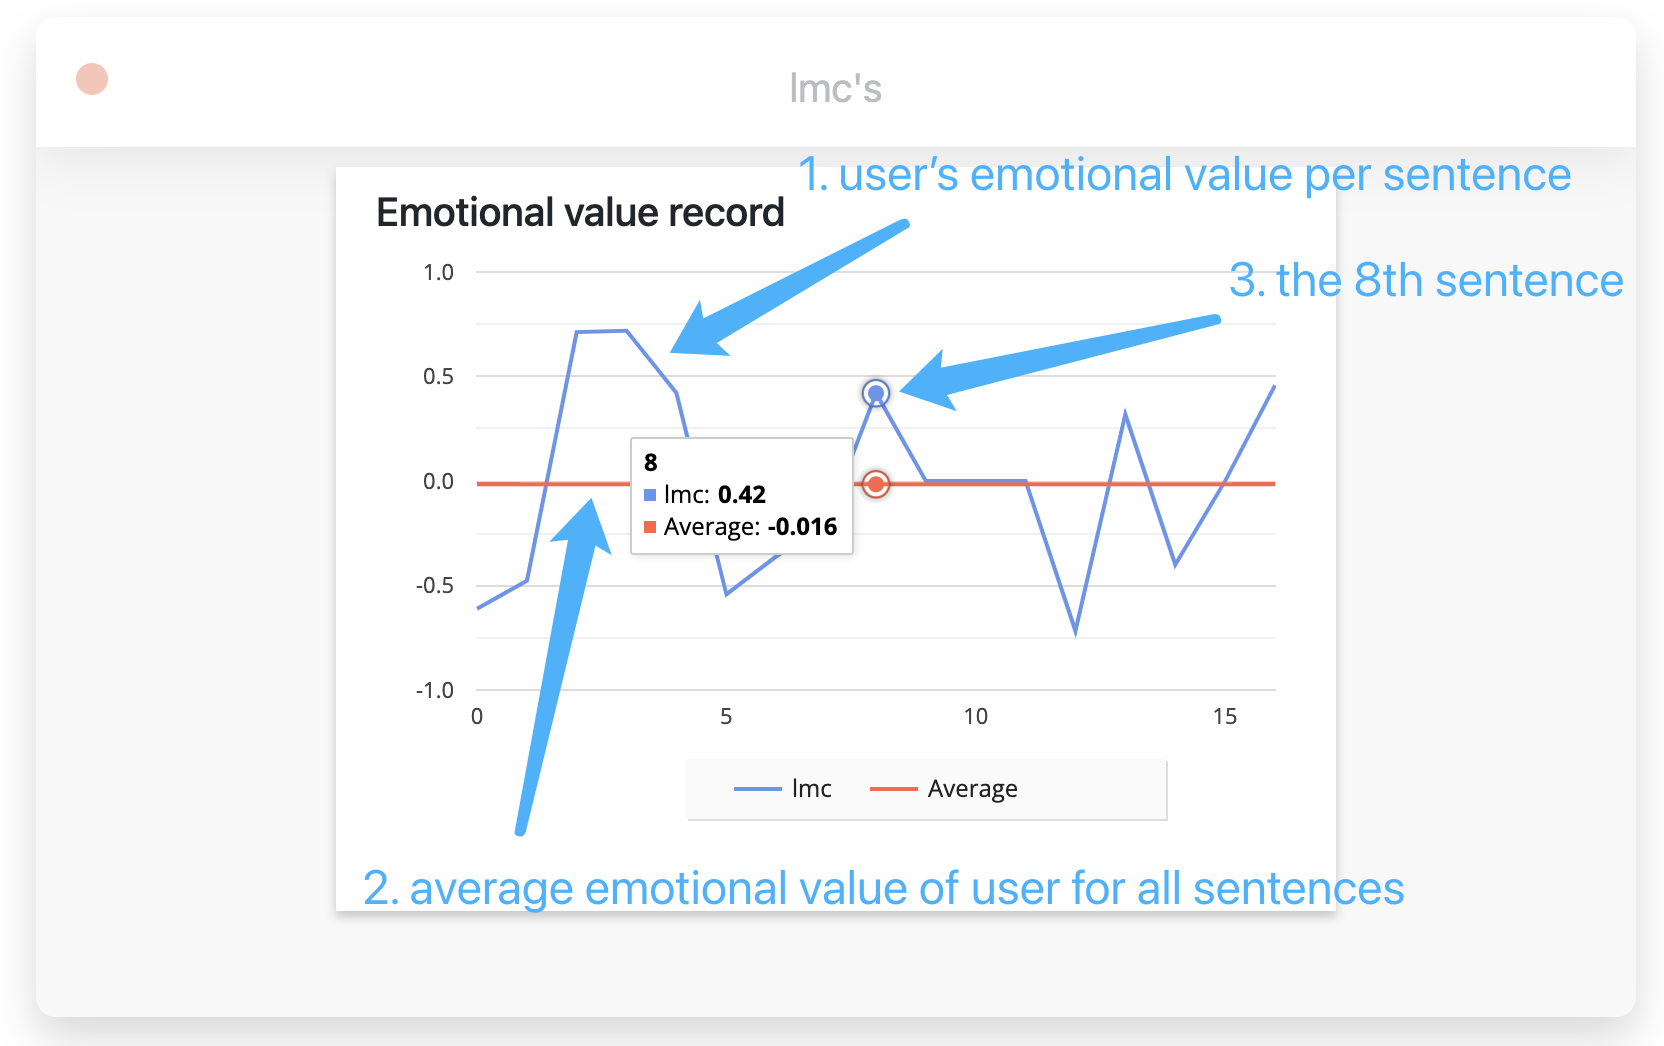 lmc's
1. user’s emotional value per sentence
Emotional value record
3. the 8th sentence
1.0
0.5
0.0
-0.5
-1.0
8
lmc: 0.42
Average: -0.016
0 5 10 15
lmc Average
2. average emotional value of user for all sentences